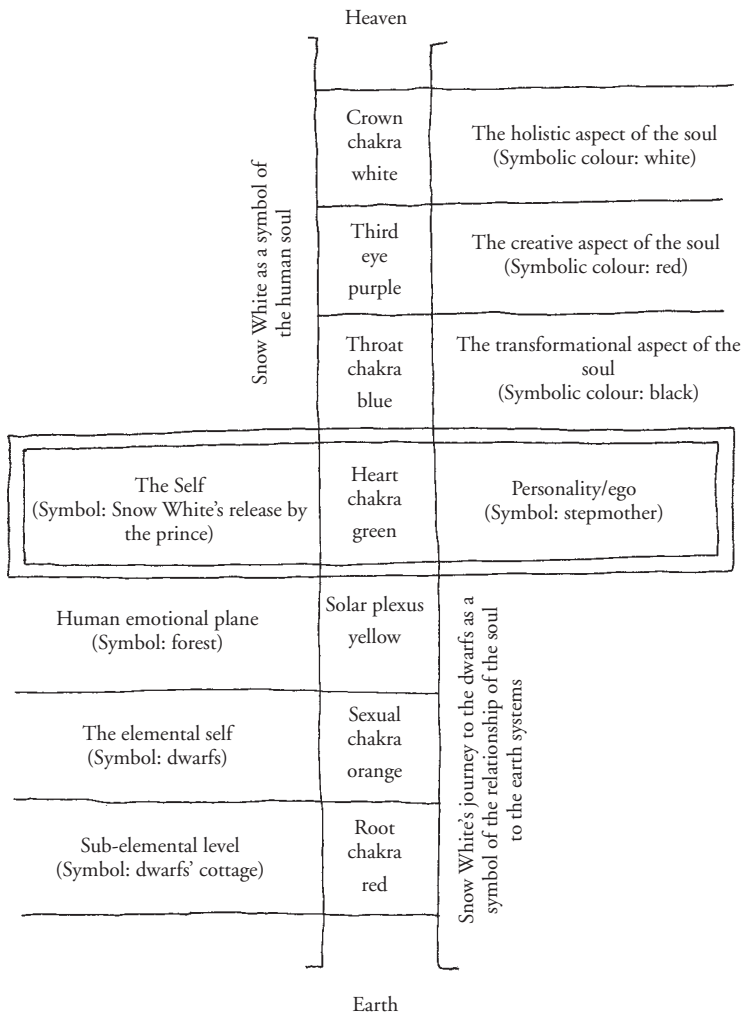 Heaven
Snow White as a symbol of
the human soul
Crown
chakra
white
The holistic aspect of the soul
(Symbolic colour: white)
Third
eye
purple
The creative aspect of the soul
(Symbolic colour: red)
Throat
chakra
blue
The transformational aspect of the
soul
(Symbolic colour: black)
The Self
(Symbol: Snow White’s release by
the prince)
Heart
chakra
green
Personality/ego
(Symbol: stepmother)
Human emotional plane
(Symbol: forest)
Solar plexus
yellow
The elemental self
(Symbol: dwarfs)
Sexual
chakra
orange
Sub-elemental level
(Symbol: dwarfs’ cottage)
Root
chakra
red
Snow White’s journey to the dwarfs as a
symbol of the relationship of the soul
to the earth systems
Earth